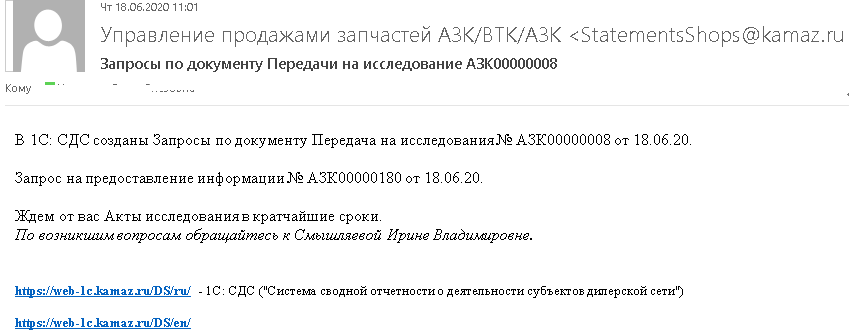 Чт 18.06.2020 11:01
Управление продажами запчастей АЗК/ВТК/АЗК <StatementsShops@kamaz.ru
Запросы по документу Передачи на исследование АЗК00000008
Кому
В 1С: СДС созданы Запросы по документу Передача на исследования№ АЗК00000008 от 18.06.20.
Запрос на предоставление информации№ АЗК00000180 от 18.06.20.
Ждем от вас Акты исследования в кратчайшие сроки.
По возникшим вопросам обращайтесь к Смышляевой Ирине Владимировне.
https://web-1c.kamaz.ru/DS/ru/ - 1С: СДС ("Система сводной отчетности о деятельности субъектов дилерской сети")
https://web-1c.kamaz.ru/DS/en/